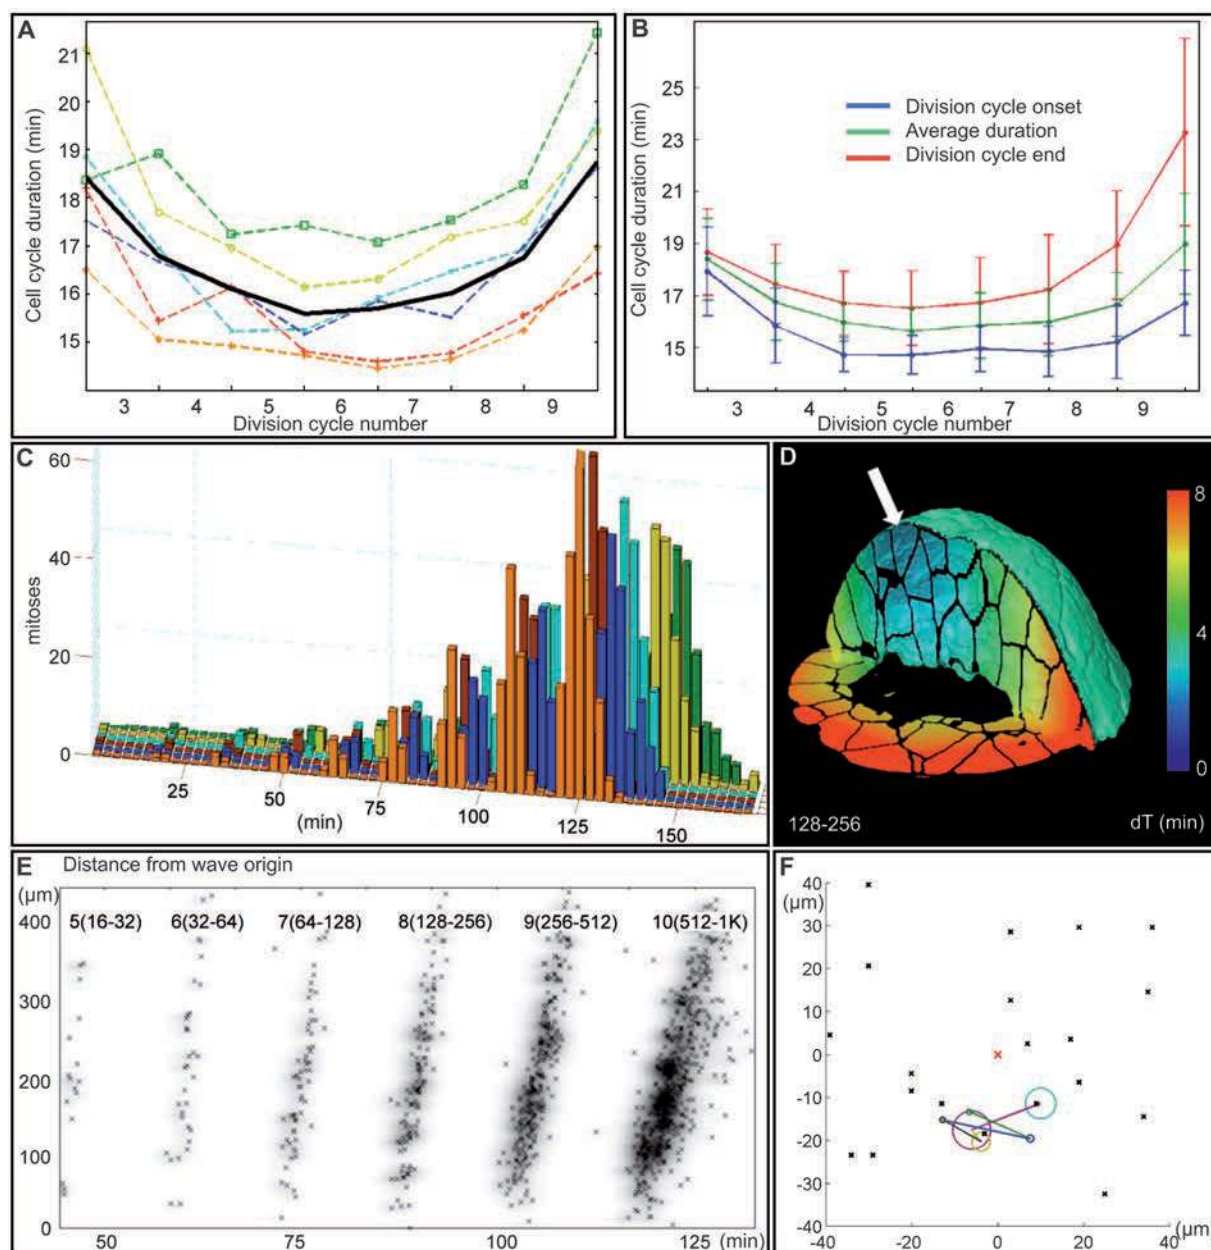 A
Cell cycle duration (min)
21
20
19
18
17
16
15
3 4 5 6 7 8 9
Division cycle number
B
Cell cycle duration (min)
25
23
21
19
17
15
Division cycle onset
Average duration
Division cycle end
3 4 5 6 7 8 9
Division cycle number
C
mitoses
60
40
20
0
25 50 75 100 125 150
(min)
D
8
4
0
128-256
dT (min)
E Distance from wave origin
(μm)
400
300
200
100
0
5(16-32) 6(32-64) 7(64-128) 8(128-256) 9(256-512) 10(512-1K)
50 75 100 125 (min)
F
40
(μm)
30
20
10
0
-10
-20
-30
-40
-40 -20 0 20 40
(μm)